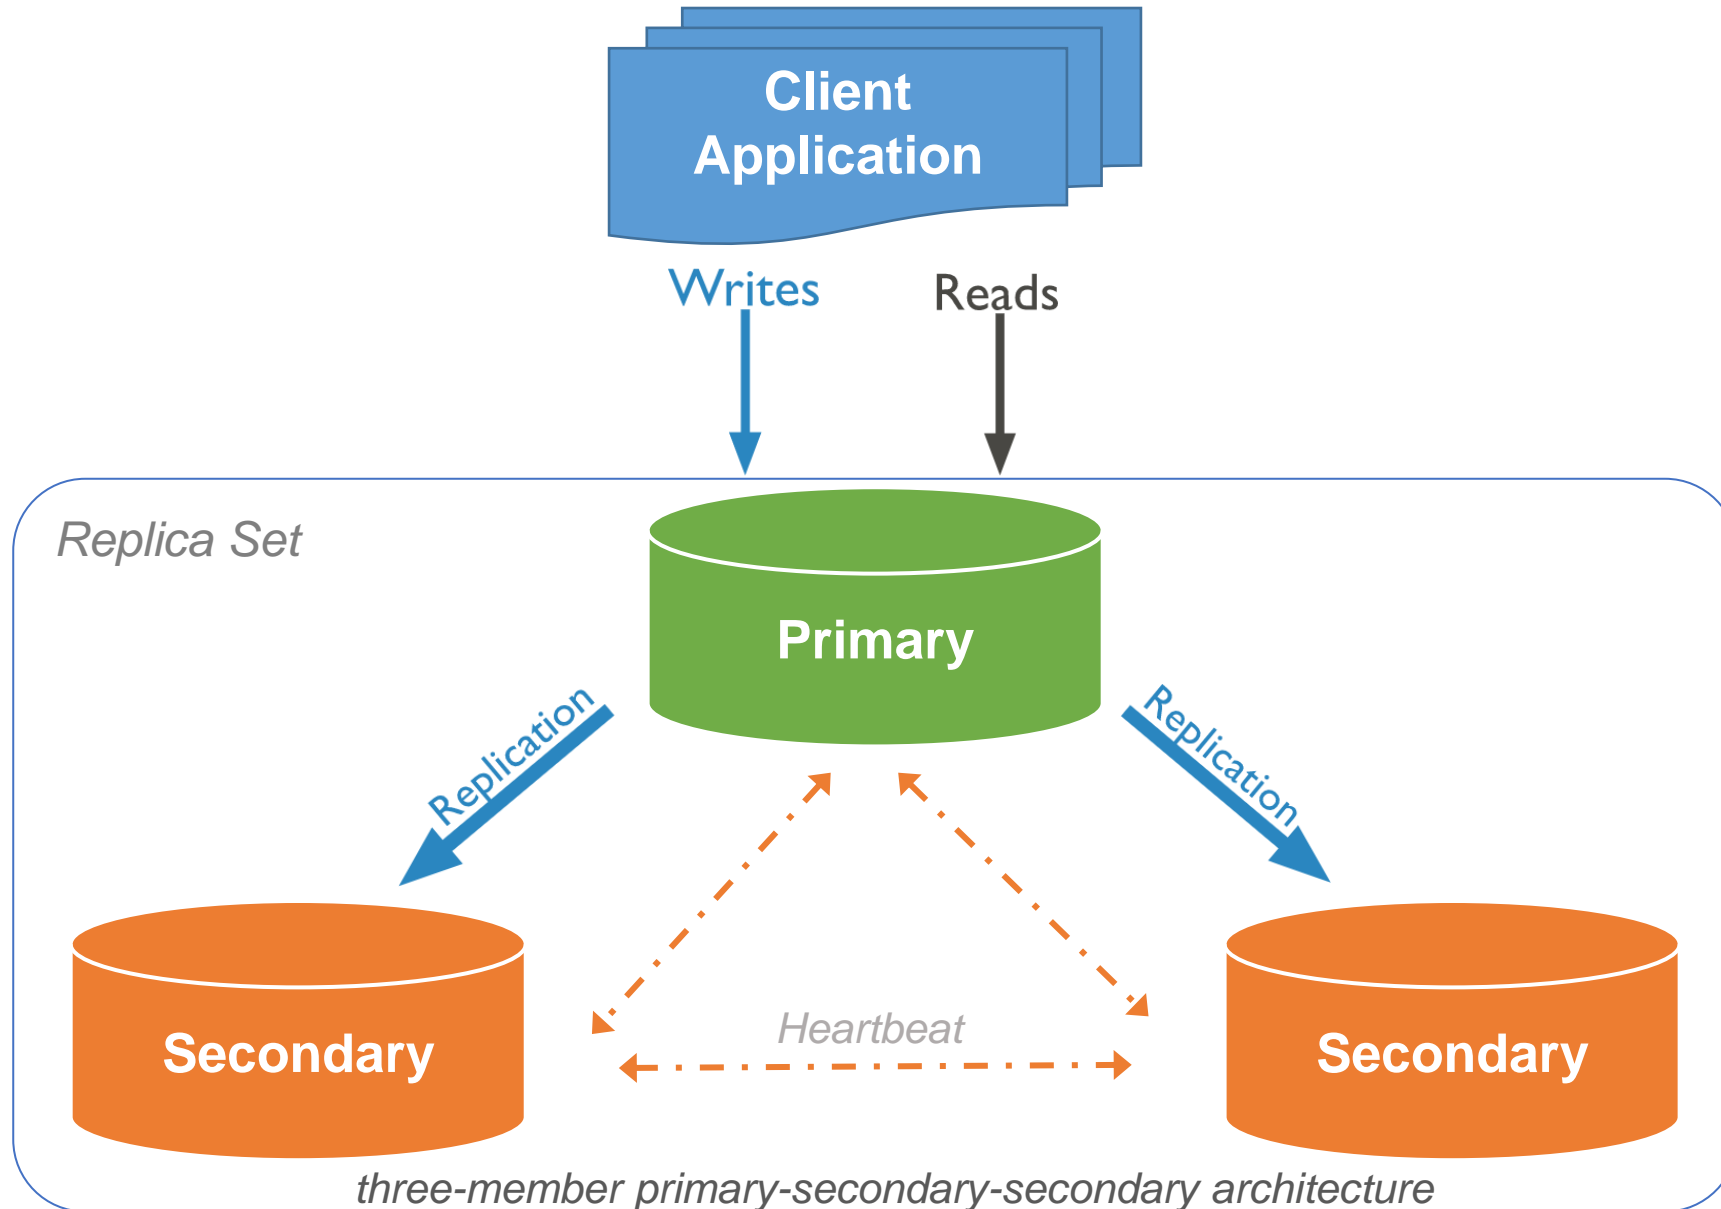 Client
Application
Writes
Reads
Replica Set
Primary
Replication
Replication
Heartbeat
Secondary
Secondary
three-member primary-secondary-secondary architecture